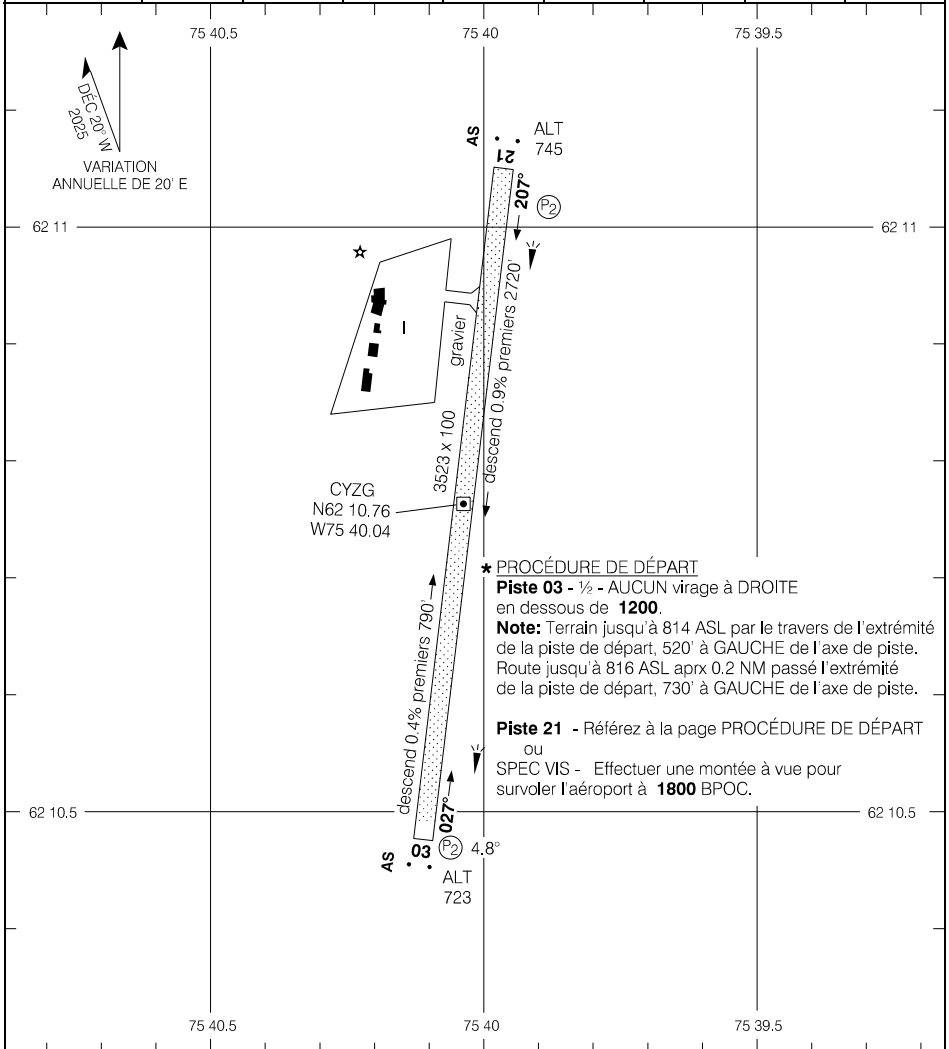 75 40.5
75 40
75 39.5
DÉC 20° W
2025
VARIATION
ANNUELLE DE 20' E
AS
ALT
745
21
207°
P2
62 11
62 11
I
gravier
descend 0.9% premiers 2720'
3523 x 100
CYZG
N62 10.76
W75 40.04
descend 0.4% premiers 790'
* PROCÉDURE DE DÉPART
Piste 03 - ½ - AUCUN virage à DROITE
en dessous de 1200.
Note: Terrain jusqu'à 814 ASL par le travers de l'extrémité
de la piste de départ, 520' à GAUCHE de l'axe de piste.
Route jusqu'à 816 ASL aprx 0.2 NM passé l'extrémité
de la piste de départ, 730' à GAUCHE de l'axe de piste.
Piste 21 - Référez à la page PROCÉDURE DE DÉPART
ou
SPEC VIS - Effectuer une montée à vue pour
survoler l'aéroport à 1800 BPOC.
62 10.5
62 10.5
027°
AS
03
P2 4.8°
ALT
723
75 40.5
75 40
75 39.5